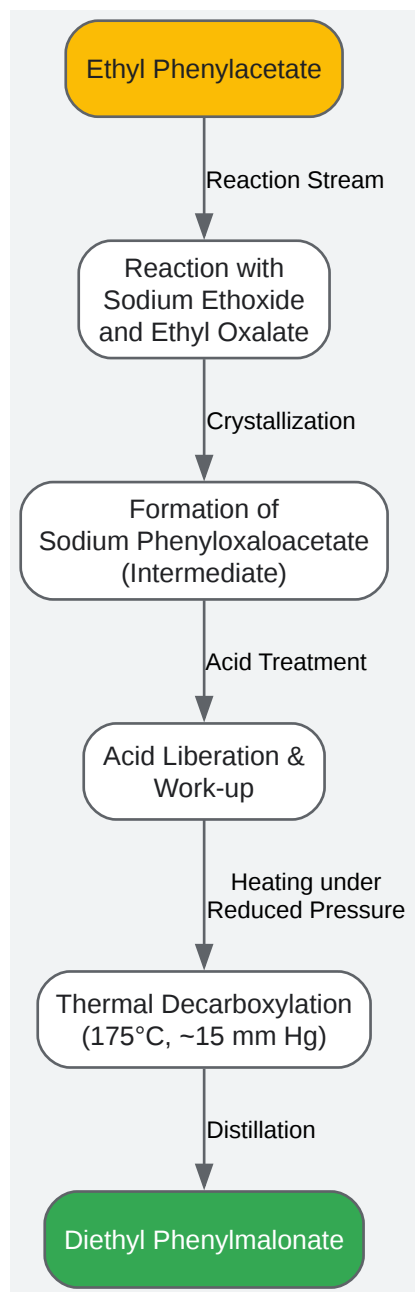 Ethyl Phenylacetate
Reaction Stream
Reaction with
Sodium Ethoxide
and Ethyl Oxalate
Crystallization
Formation of
Sodium Phenyloxaloacetate
(Intermediate)
Acid Treatment
Acid Liberation &
Work-up
Heating under
Reduced Pressure
Thermal Decarboxylation
(175°C, ~15 mm Hg)
Distillation
Diethyl Phenylmalonate